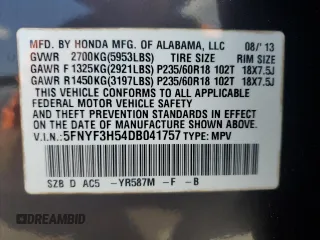 MFD. BY HONDA MFG. OF ALABAMA, LLC 08/'13
GVWR 2700KG(5953LBS) TIRE SIZE RIM SIZE
GAWR F 1325KG(2921LBS) P235/60R18 102T 18X7.5J
GAWR R 1450KG(3197LBS) P235/60R18 102T 18X7.5J
THIS VEHICLE CONFORMS TO ALL APPLICABLE
FEDERAL MOTOR VEHICLE SAFETY AND
THEFT PREVENTION STANDARDS IN EFFECT ON
THE DATE OF MANUFACTURE SHOWN ABOVE.
V.I.N.: 5FNYF3H54DB041757 TYPE: MPV
SZB D AC5 -YR587M -F -B
© DREAMBID
DREAMBID.COM